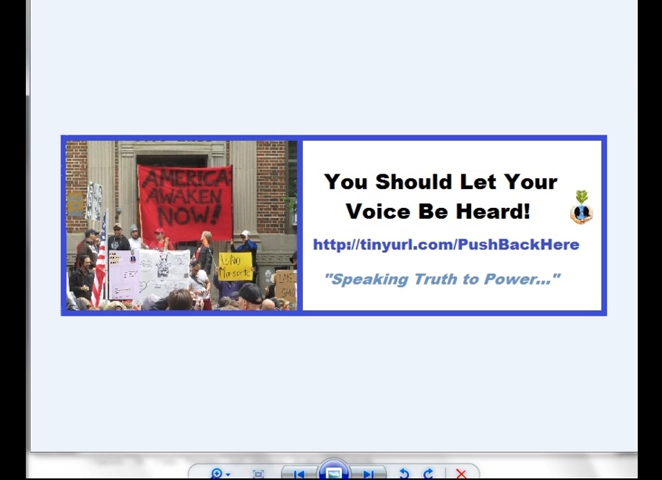 AMERICA
AWAKEN
NOW!
You Should Let Your
Voice Be Heard!
http://tinyurl.com/PushBackHere
"Speaking Truth to Power..."